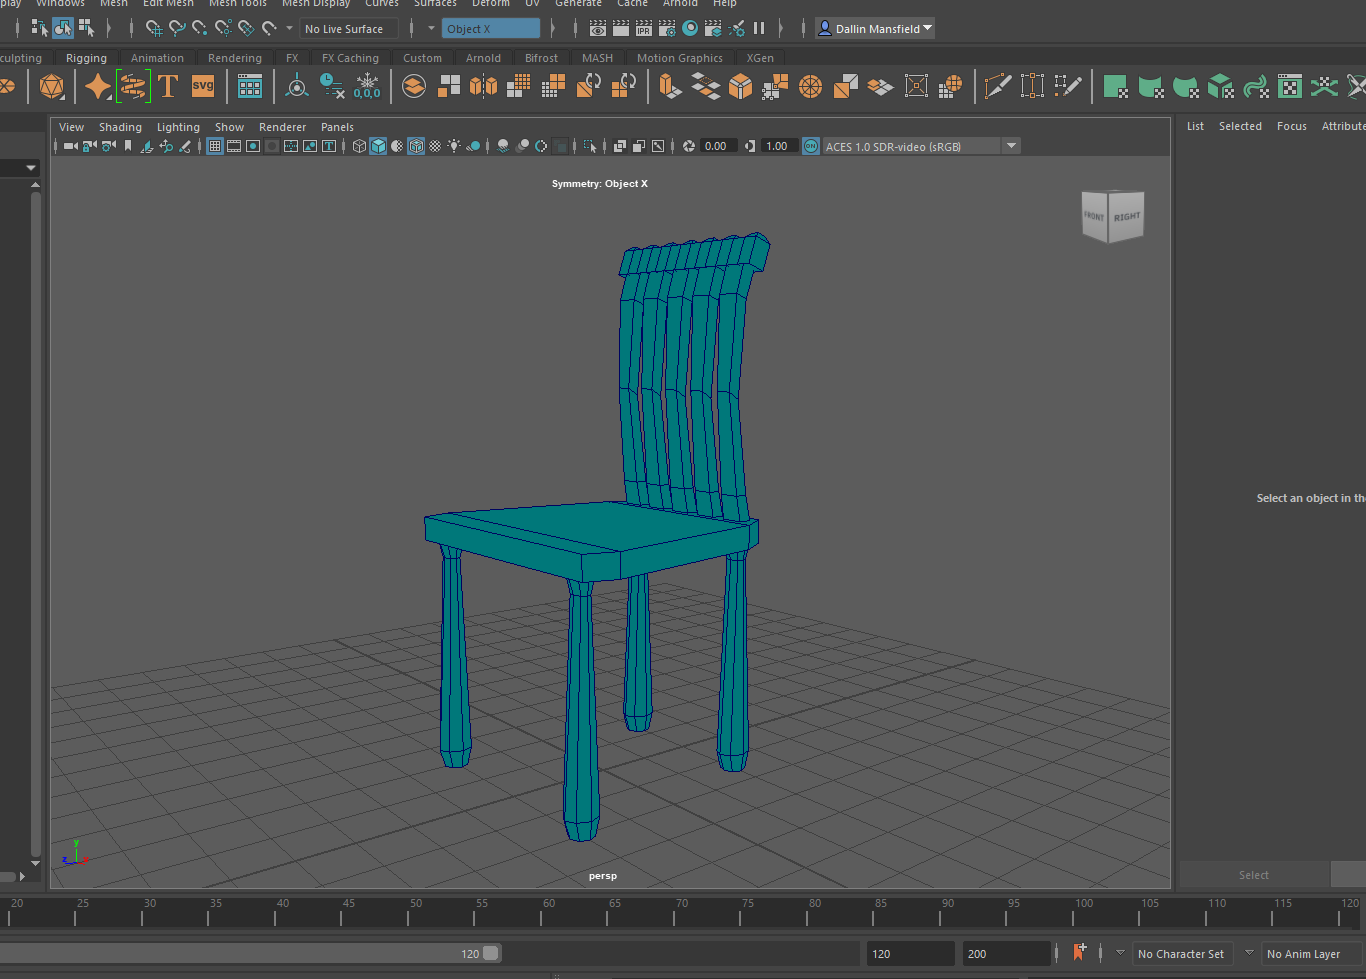 play Windows Mesh Edit Mesh Mesh Tools Mesh Display Curves Surfaces Deform UV Generate Cache Arnold Help
No Live Surface Object X IPR Dallin Mansfield
culpting Rigging Animation Rendering FX FX Caching Custom Arnold Bifrost MASH Motion Graphics XGen
T SVG 0,0,0
View Shading Lighting Show Renderer Panels
List Selected Focus Attribute
0.00 1.00 ON ACES 1.0 SDR-video (sRGB)
Symmetry: Object X
FRONT RIGHT
Select an object in the
y
z x
persp
Select
20 25 30 35 40 45 50 55 60 65 70 75 80 85 90 95 100 105 110 115 120
120 120 200 No Character Set No Anim Layer